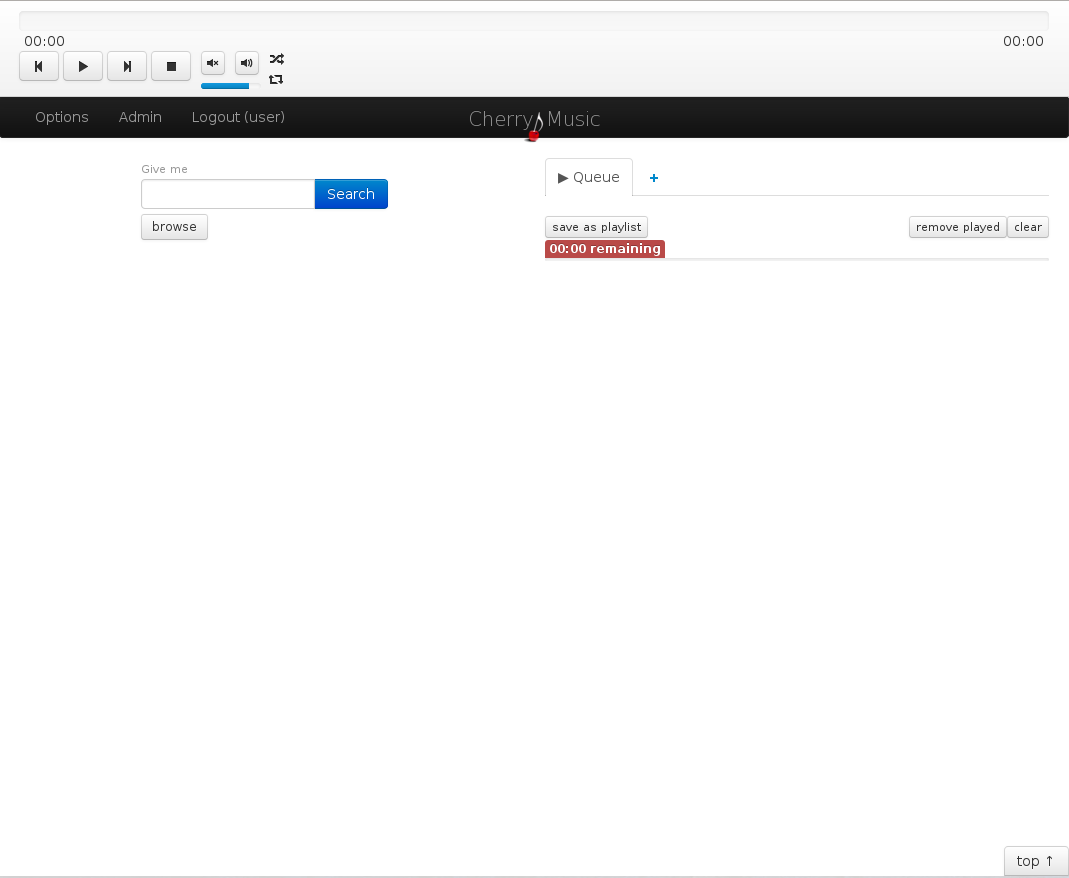 00:00 00:00
Options Admin Logout (user) Cherry Music
Give me
Search
browse
▶ Queue +
save as playlist remove played clear
00:00 remaining
top ↑